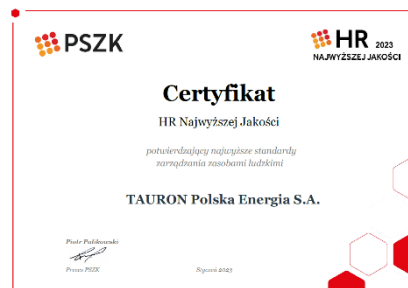 PSZK
HR 2023
NAJWYŻSZEJ JAKOŚCI
Certyfikat
HR Najwyższej Jakości
potwierdzający najwyższe standardy
zarządzania zasobami ludzkimi
TAURON Polska Energia S.A.
Piotr Palikowski
Prezes PSZK
Styczeń 2023